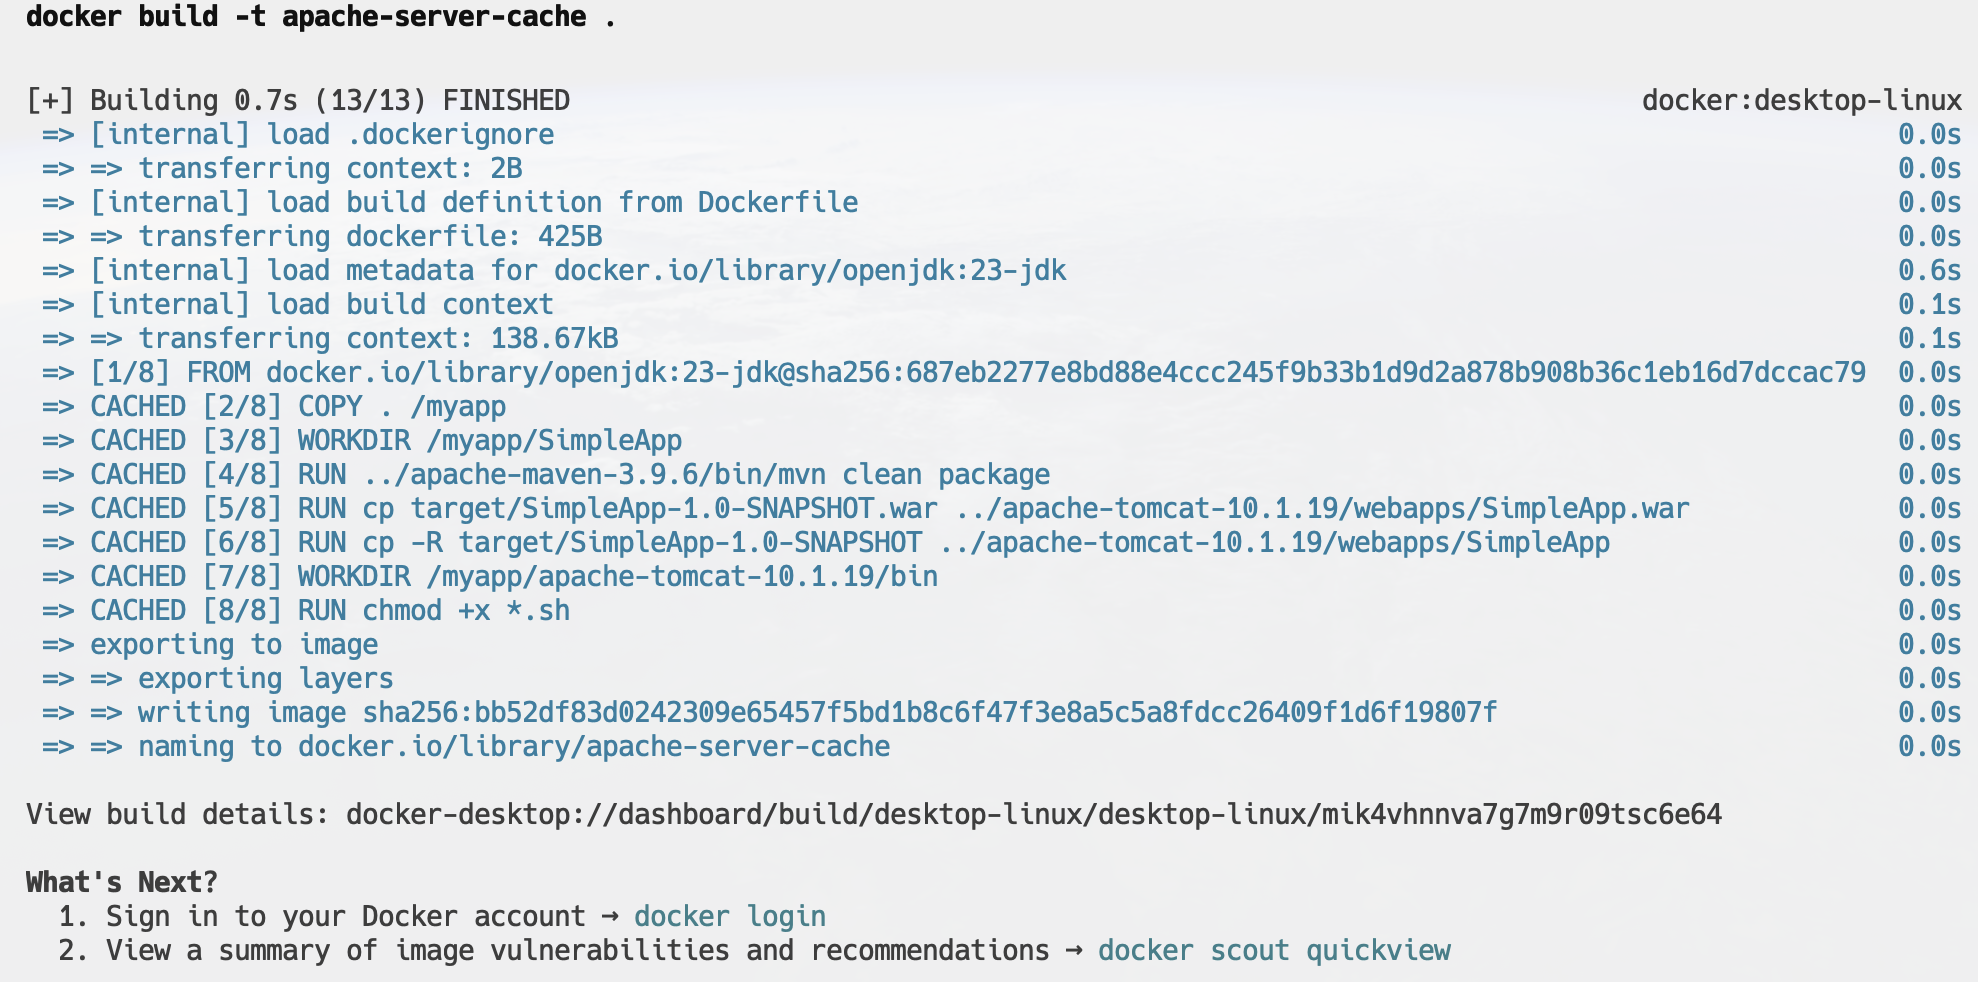 docker build -t apache-server-cache .
[+] Building 0.7s (13/13) FINISHED docker:desktop-linux
=> [internal] load .dockerignore 0.0s
=> => transferring context: 2B 0.0s
=> [internal] load build definition from Dockerfile 0.0s
=> => transferring dockerfile: 425B 0.0s
=> [internal] load metadata for docker.io/library/openjdk:23-jdk 0.6s
=> [internal] load build context 0.1s
=> => transferring context: 138.67kB 0.1s
=> [1/8] FROM docker.io/library/openjdk:23-jdk@sha256:687eb2277e8bd88e4ccc245f9b33b1d9d2a878b908b36c1eb16d7dccac79 0.0s
=> CACHED [2/8] COPY . /myapp 0.0s
=> CACHED [3/8] WORKDIR /myapp/SimpleApp 0.0s
=> CACHED [4/8] RUN ../apache-maven-3.9.6/bin/mvn clean package 0.0s
=> CACHED [5/8] RUN cp target/SimpleApp-1.0-SNAPSHOT.war ../apache-tomcat-10.1.19/webapps/SimpleApp.war 0.0s
=> CACHED [6/8] RUN cp -R target/SimpleApp-1.0-SNAPSHOT ../apache-tomcat-10.1.19/webapps/SimpleApp 0.0s
=> CACHED [7/8] WORKDIR /myapp/apache-tomcat-10.1.19/bin 0.0s
=> CACHED [8/8] RUN chmod +x *.sh 0.0s
=> exporting to image 0.0s
=> => exporting layers 0.0s
=> => writing image sha256:bb52df83d0242309e65457f5bd1b8c6f47f3e8a5c5a8fdcc26409f1d6f19807f 0.0s
=> => naming to docker.io/library/apache-server-cache 0.0s
View build details: docker-desktop://dashboard/build/desktop-linux/desktop-linux/mik4vhnnva7g7m9r09tsc6e64
What's Next?
1. Sign in to your Docker account → docker login
2. View a summary of image vulnerabilities and recommendations → docker scout quickview